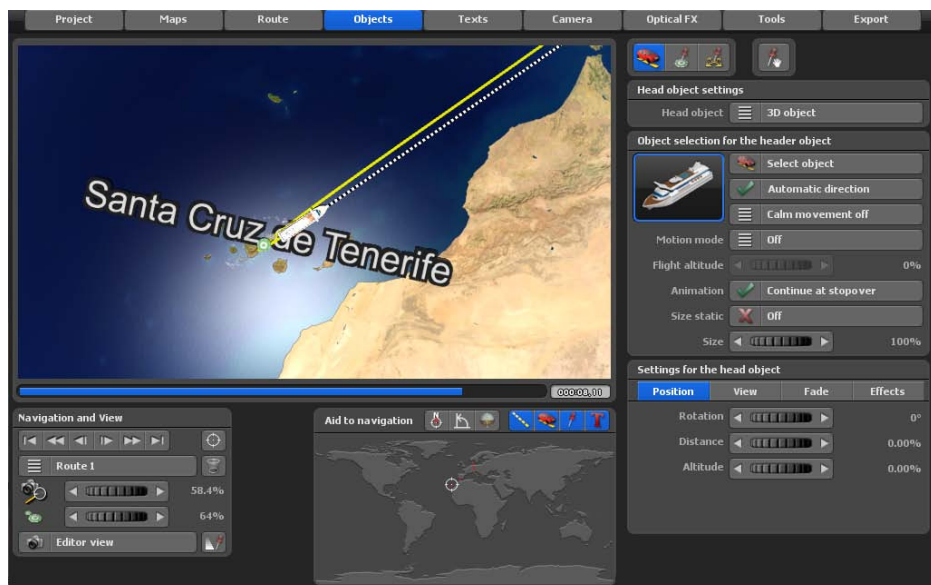 Project Maps Route Objects Texts Camera Optical FX Tools Export
Santa Cruz de Tenerife
Head object settings
Head object 3D object
Object selection for the header object
Select object
Automatic direction
Calm movement off
Motion mode Off
Flight altitude 0%
Animation Continue at stopover
Size static Off
Size 100%
Settings for the head object
Position View Fade Effects
Rotation 0°
Distance 0.00%
Altitude 0.00%
Navigation and View
Route 1
58.4%
64%
Editor view
Aid to navigation
N